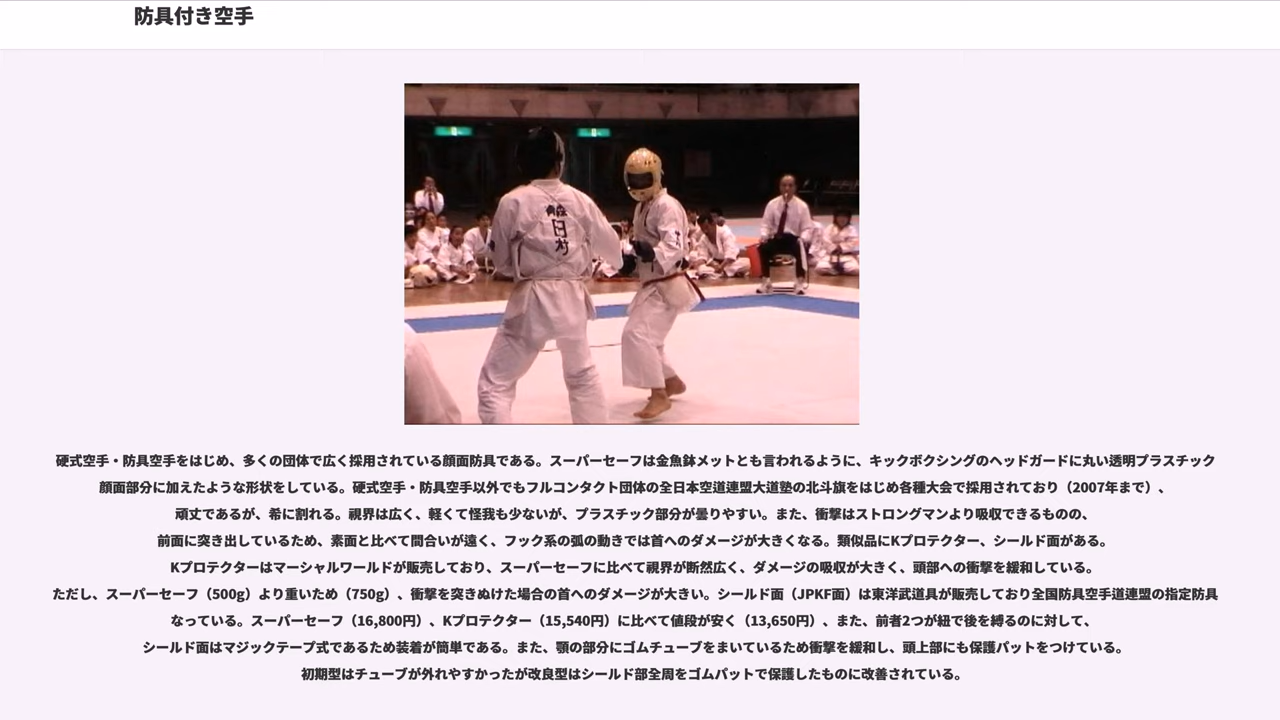 防具付き空手
硬式空手・防具空手をはじめ、多くの団体で広く採用されている顔面防具である。スーパーセーフは金魚鉢メットとも言われるように、キックボクシングのヘッドガードに丸い透明プラスチック
顔面部分に加えたような形状をしている。硬式空手・防具空手以外でもフルコンタクト団体の全日本空道連盟大道塾の北斗旗をはじめ各種大会で採用されており（2007年まで）、
頑丈であるが、希に割れる。視界は広く、軽くて怪我も少ないが、プラスチック部分が曇りやすい。また、衝撃はストロングマンより吸収できるものの、
前面に突き出しているため、素面と比べて間合いが遠く、フック系の弧の動きでは首へのダメージが大きくなる。類似品にKプロテクター、シールド面がある。
Kプロテクターはマーシャルワールドが販売しており、スーパーセーフに比べて視界が断然広く、ダメージの吸収が大きく、頭部への衝撃を緩和している。
ただし、スーパーセーフ（500g）より重いため（750g）、衝撃を突きぬけた場合の首へのダメージが大きい。シールド面（JPKF面）は東洋武道具が販売しており全国防具空手道連盟の指定防具
なっている。スーパーセーフ（16,800円）、Kプロテクター（15,540円）に比べて値段が安く（13,650円）、また、前者2つが紐で後を縛るのに対して、
シールド面はマジックテープ式であるため装着が簡単である。また、顎の部分にゴムチューブをまいているため衝撃を緩和し、頭上部にも保護パットをつけている。
初期型はチューブが外れやすかったが改良型はシールド部全周をゴムパットで保護したものに改善されている。